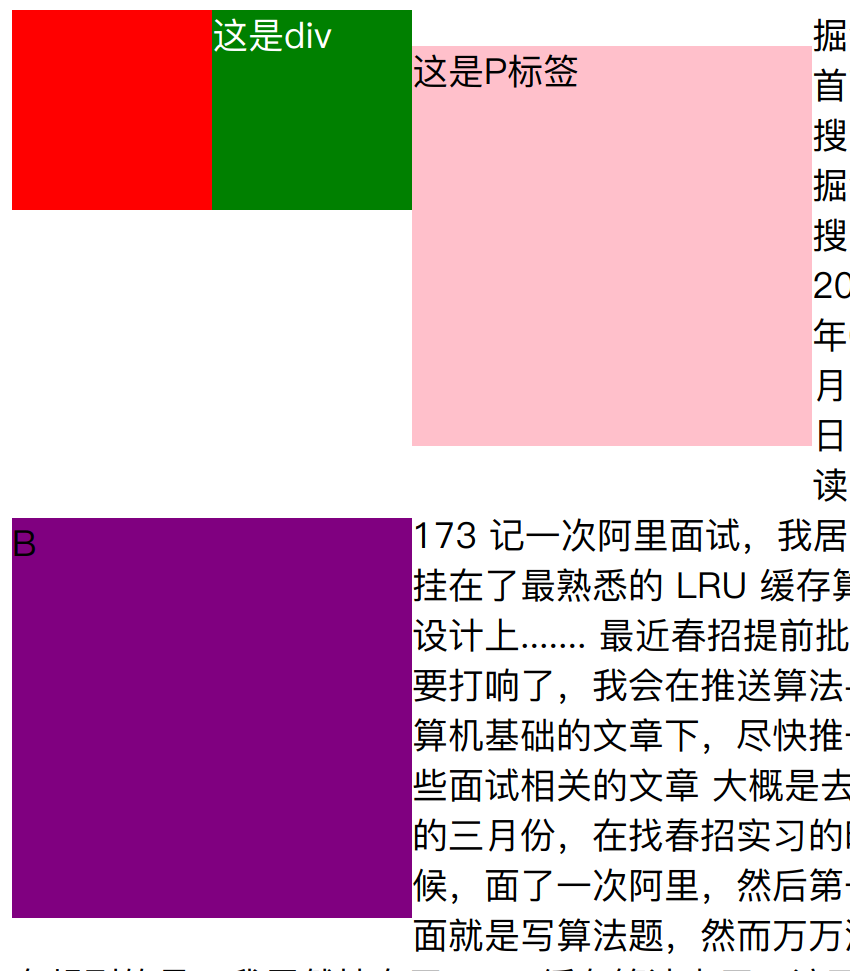 这是div
这是P标签
掘
首
搜
掘
搜
20
年
月
日
读
B
173 记一次阿里面试，我居
挂在了最熟悉的 LRU 缓存算
设计上....... 最近春招提前批
要打响了，我会在推送算法
算机基础的文章下，尽快推
些面试相关的文章 大概是去
的三月份，在找春招实习的时
候，面了一次阿里，然后第
面就是写算法题，然而万万没